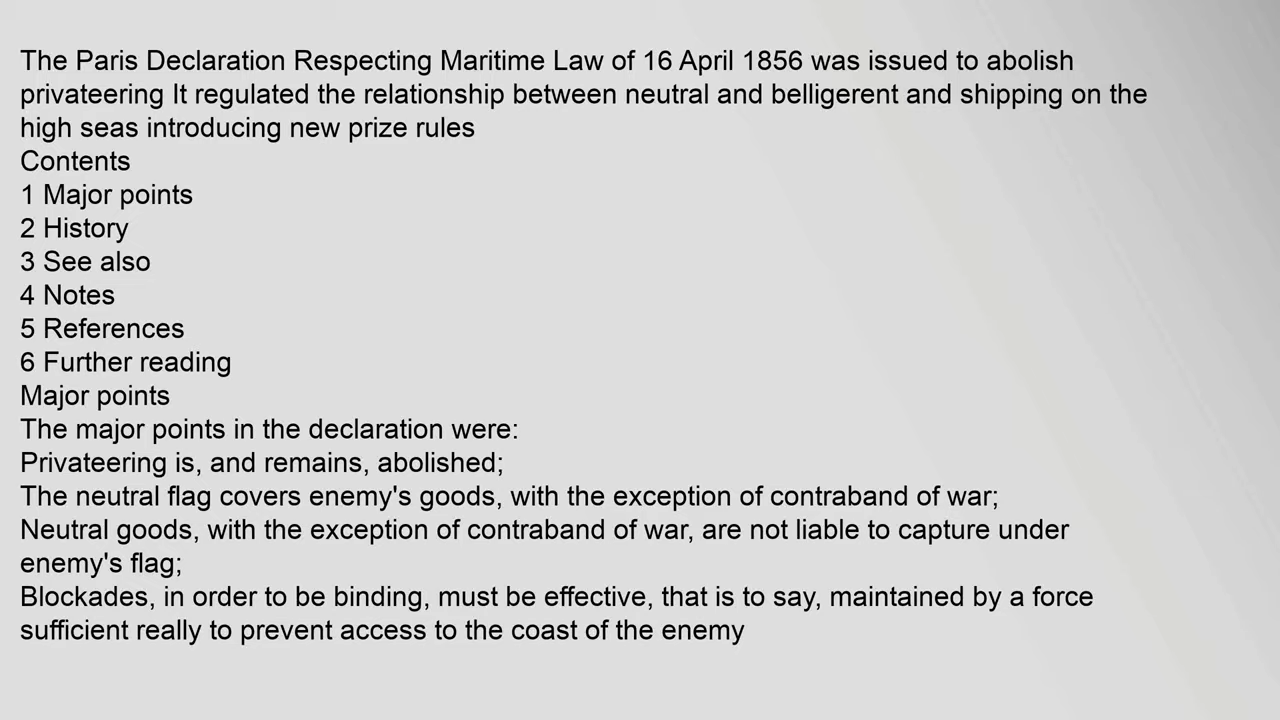 The Paris Declaration Respecting Maritime Law of 16 April 1856 was issued to abolish
privateering It regulated the relationship between neutral and belligerent and shipping on the
high seas introducing new prize rules
Contents
1 Major points
2 History
3 See also
4 Notes
5 References
6 Further reading
Major points
The major points in the declaration were:
Privateering is, and remains, abolished;
The neutral flag covers enemy's goods, with the exception of contraband of war;
Neutral goods, with the exception of contraband of war, are not liable to capture under
enemy's flag;
Blockades, in order to be binding, must be effective, that is to say, maintained by a force
sufficient really to prevent access to the coast of the enemy